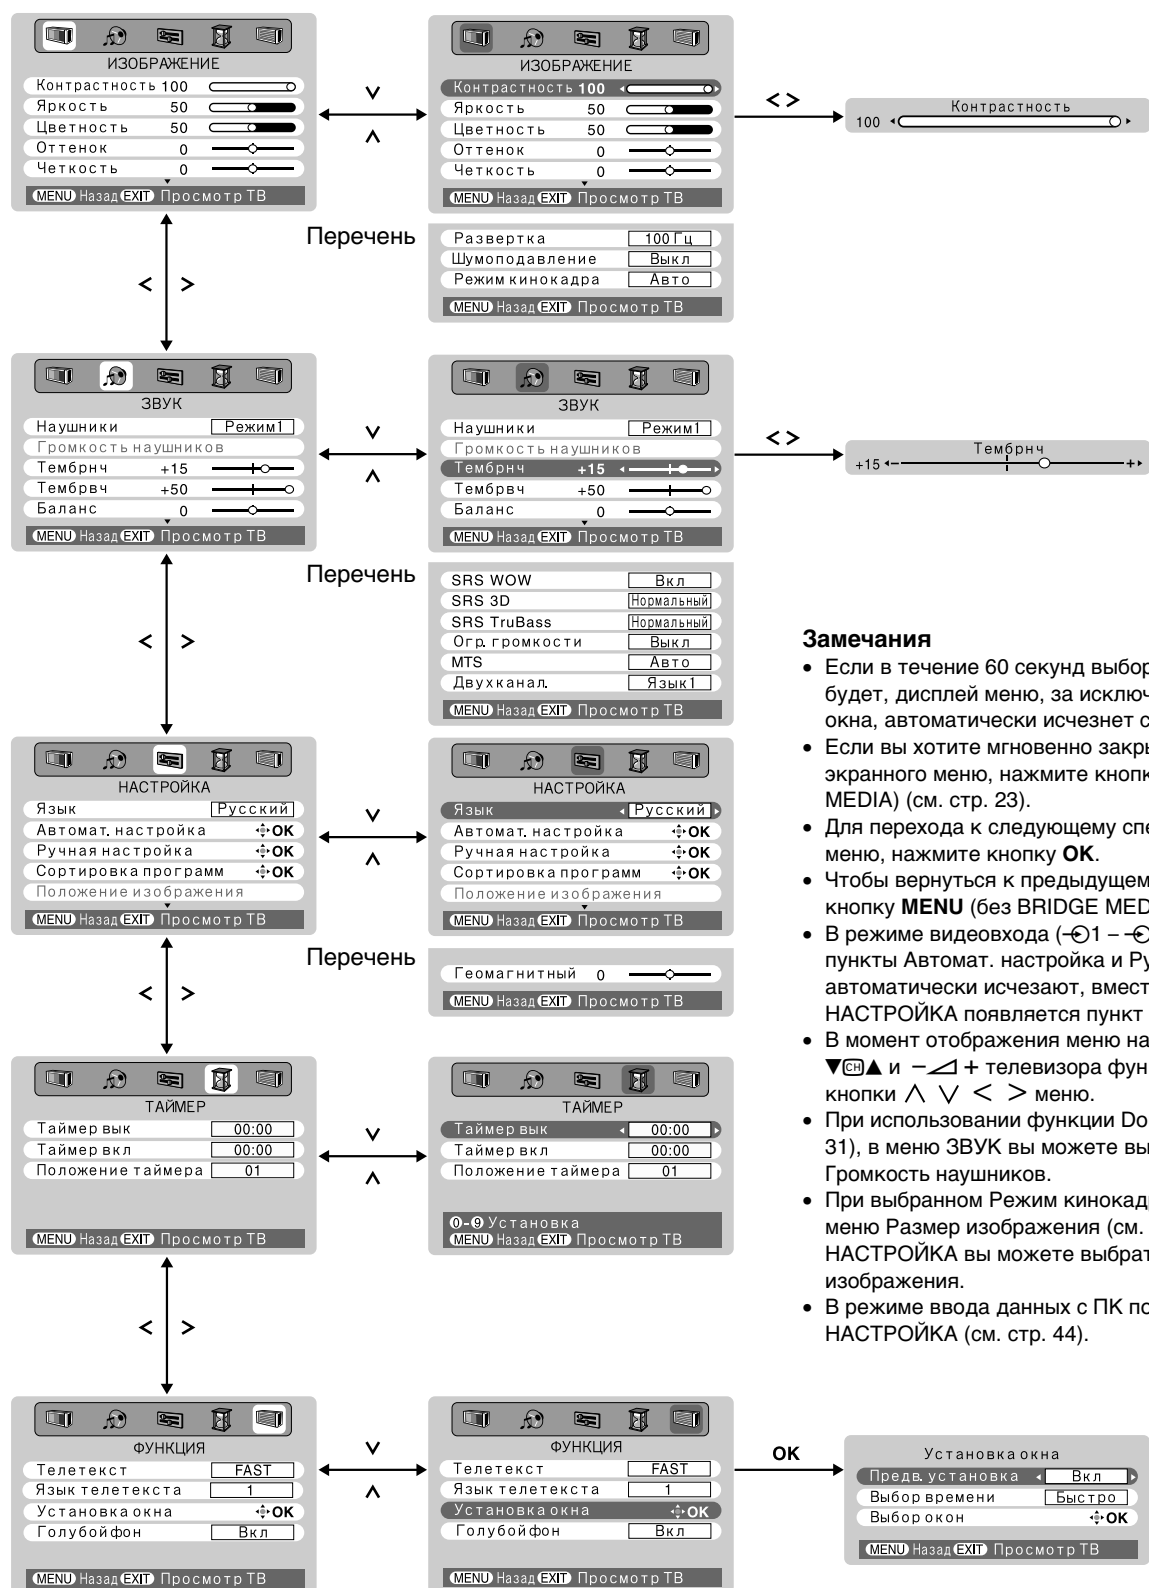 ИЗОБРАЖЕНИЕ
Контрастность 100
Яркость 50
Цветность 50
Оттенок 0
Четкость 0
MENU Назад EXIT Просмотр ТВ
ИЗОБРАЖЕНИЕ
Контрастность 100
Яркость 50
Цветность 50
Оттенок 0
Четкость 0
MENU Назад EXIT Просмотр ТВ
Контрастность
100
Перечень
Развертка 100 Гц
Шумоподавление Выкл
Режим кинокадра Авто
MENU Назад EXIT Просмотр ТВ
ЗВУК
Наушники Режим1
Громкость наушников
Тембрнч +15
Тембрвч +50
Баланс 0
MENU Назад EXIT Просмотр ТВ
ЗВУК
Наушники Режим1
Громкость наушников
Тембрнч +15
Тембрвч +50
Баланс 0
MENU Назад EXIT Просмотр ТВ
Тембрнч
+15 − +
Перечень
SRS WOW Вкл
SRS 3D Нормальный
SRS TruBass Нормальный
Огр. громкости Выкл
MTS Авто
Двухканал. Язык1
MENU Назад EXIT Просмотр ТВ
НАСТРОЙКА
Язык Русский
Автомат. настройка OK
Ручная настройка OK
Сортировка программ OK
Положение изображения
MENU Назад EXIT Просмотр ТВ
НАСТРОЙКА
Язык Русский
Автомат. настройка OK
Ручная настройка OK
Сортировка программ OK
Положение изображения
MENU Назад EXIT Просмотр ТВ
Перечень
Геомагнитный 0
MENU Назад EXIT Просмотр ТВ
ТАЙМЕР
Таймер вык 00:00
Таймер вкл 00:00
Положение таймера 01
MENU Назад EXIT Просмотр ТВ
ТАЙМЕР
Таймер вык 00:00
Таймер вкл 00:00
Положение таймера 01
0-9 Установка
MENU Назад EXIT Просмотр ТВ
ФУНКЦИЯ
Телетекст FAST
Язык телетекста 1
Установка окна OK
Голубой фон Вкл
MENU Назад EXIT Просмотр ТВ
ФУНКЦИЯ
Телетекст FAST
Язык телетекста 1
Установка окна OK
Голубой фон Вкл
MENU Назад EXIT Просмотр ТВ
OK
Установка окна
Предв. установка Вкл
Выбор времени Быстро
Выбор окон OK
MENU Назад EXIT Просмотр ТВ
Замечания
• Если в течение 60 секунд выбор
будет, дисплей меню, за исключ
окна, автоматически исчезнет с
• Если вы хотите мгновенно закры
экранного меню, нажмите кнопк
MEDIA) (см. стр. 23).
• Для перехода к следующему спе
меню, нажмите кнопку OK.
• Чтобы вернуться к предыдущем
кнопку MENU (без BRIDGE MED
• В режиме видеовхода (1 –
пункты Автомат. настройка и Ру
автоматически исчезают, вмест
НАСТРОЙКА появляется пункт
• В момент отображения меню на
▼CH▲ и − + телевизора фун
кнопки ∧ ∨ < > меню.
• При использовании функции Do
31), в меню ЗВУК вы можете вы
Громкость наушников.
• При выбранном Режим кинокадр
меню Размер изображения (см.
НАСТРОЙКА вы можете выбрат
изображения.
• В режиме ввода данных с ПК по
НАСТРОЙКА (см. стр. 44).